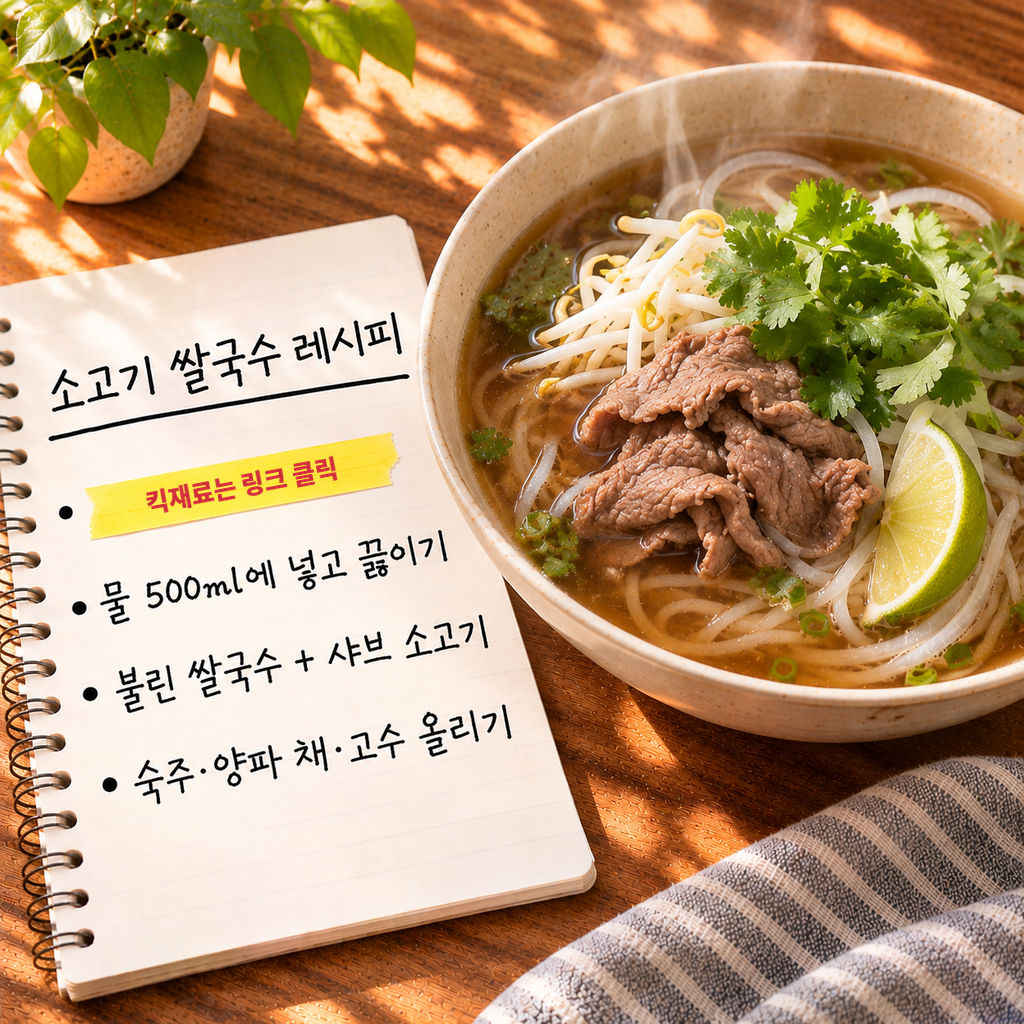 소고기 쌀국수 레시피
• 킥재료는 링크 클릭
• 물 500ml에 넣고 끓이기
• 불린 쌀국수 + 샤브 소고기
• 숙주·양파 채·고수 올리기